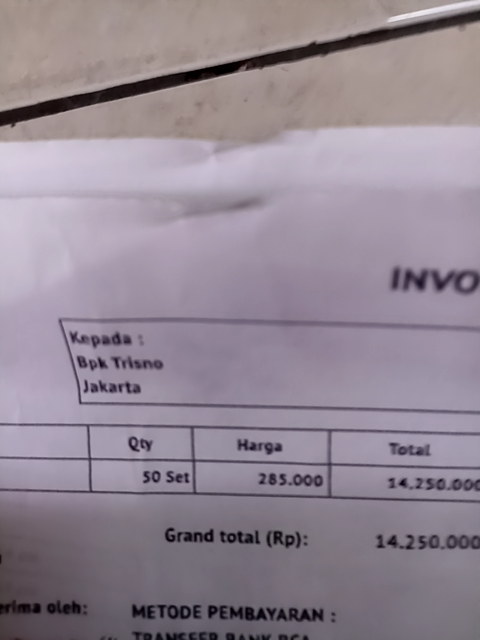 INVO
Kepada :
Bpk Trisno
Jakarta
Qty Harga Total
50 Set 285.000 14.250.000
Grand total (Rp): 14.250.000
erima oleh: METODE PEMBAYARAN :
TRANSFER BANK BCA